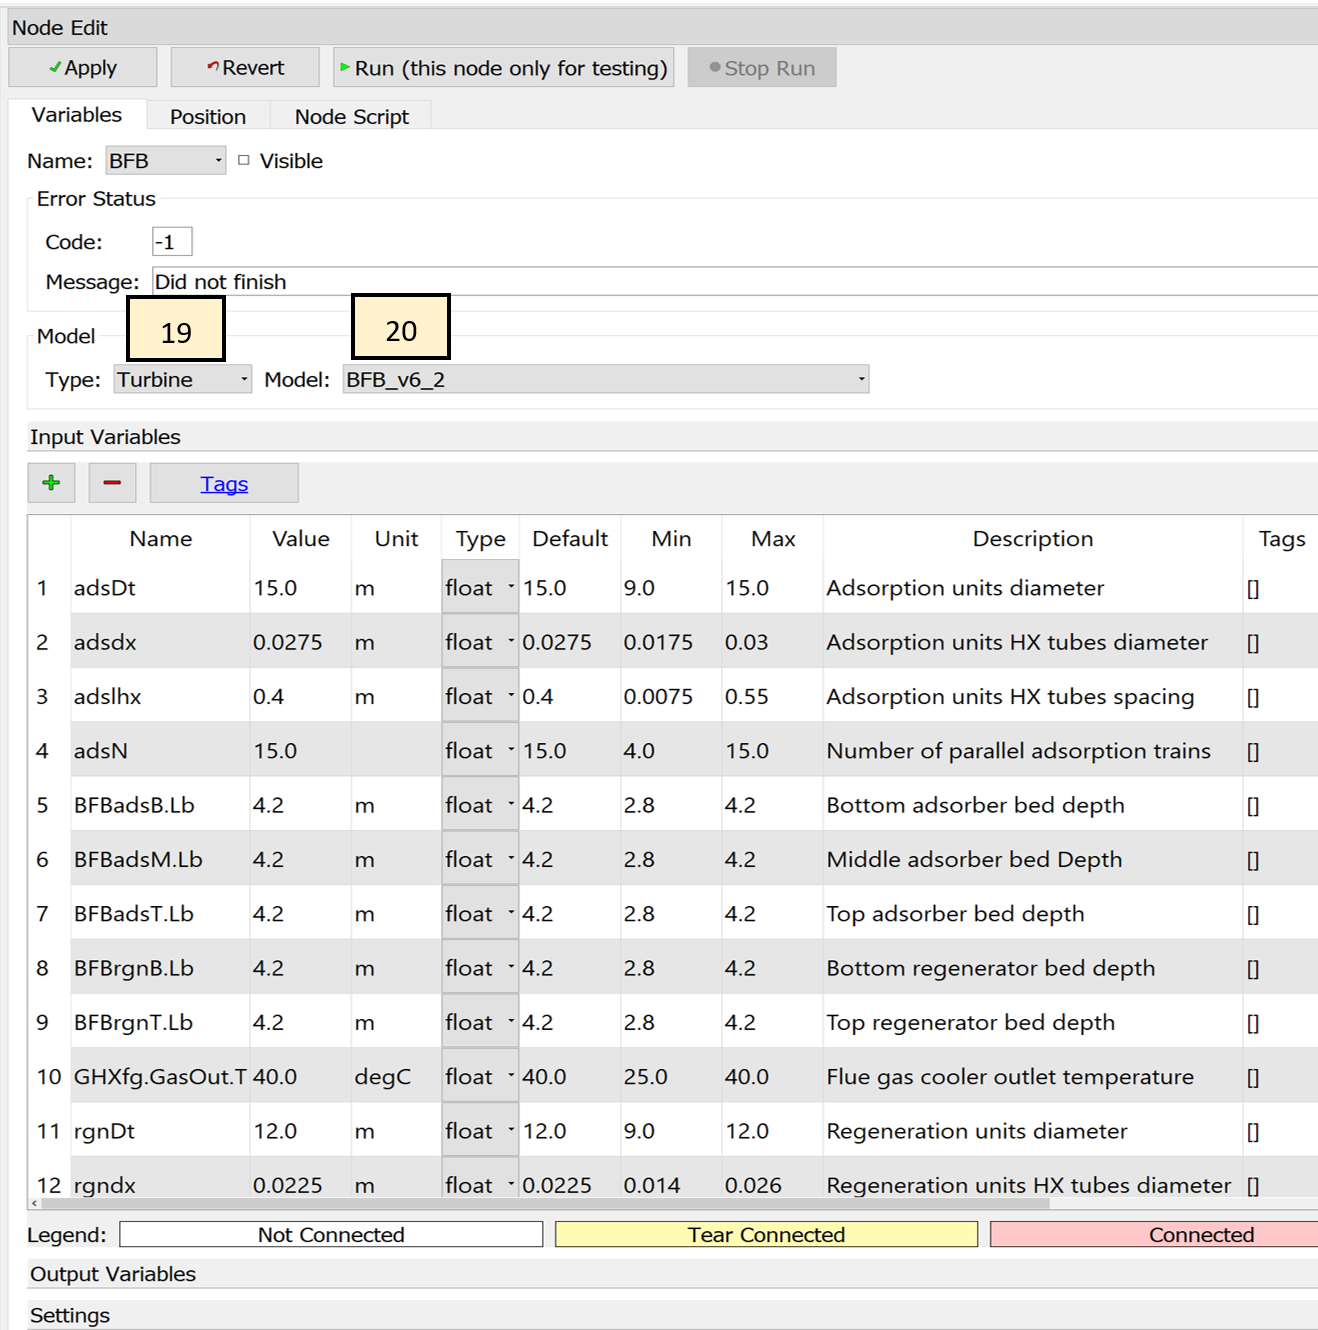 Node Edit
Apply Revert Run (this node only for testing) Stop Run
Variables Position Node Script
Name: BFB Visible
Error Status
Code: -1
Message: Did not finish
19 20
Model
Type: Turbine Model: BFB_v6_2
Input Variables
+ − Tags
Name Value Unit Type Default Min Max Description Tags
1 adsDt 15.0 m float 15.0 9.0 15.0 Adsorption units diameter []
2 adsdx 0.0275 m float 0.0275 0.0175 0.03 Adsorption units HX tubes diameter []
3 adslhx 0.4 m float 0.4 0.0075 0.55 Adsorption units HX tubes spacing []
4 adsN 15.0 float 15.0 4.0 15.0 Number of parallel adsorption trains []
5 BFBadsB.Lb 4.2 m float 4.2 2.8 4.2 Bottom adsorber bed depth []
6 BFBadsM.Lb 4.2 m float 4.2 2.8 4.2 Middle adsorber bed Depth []
7 BFBadsT.Lb 4.2 m float 4.2 2.8 4.2 Top adsorber bed depth []
8 BFBrgnB.Lb 4.2 m float 4.2 2.8 4.2 Bottom regenerator bed depth []
9 BFBrgnT.Lb 4.2 m float 4.2 2.8 4.2 Top regenerator bed depth []
10 GHXfg.GasOut.T 40.0 degC float 40.0 25.0 40.0 Flue gas cooler outlet temperature []
11 rgnDt 12.0 m float 12.0 9.0 12.0 Regeneration units diameter []
12 rgndx 0.0225 m float 0.0225 0.014 0.026 Regeneration units HX tubes diameter []
Legend: Not Connected Tear Connected Connected
Output Variables
Settings